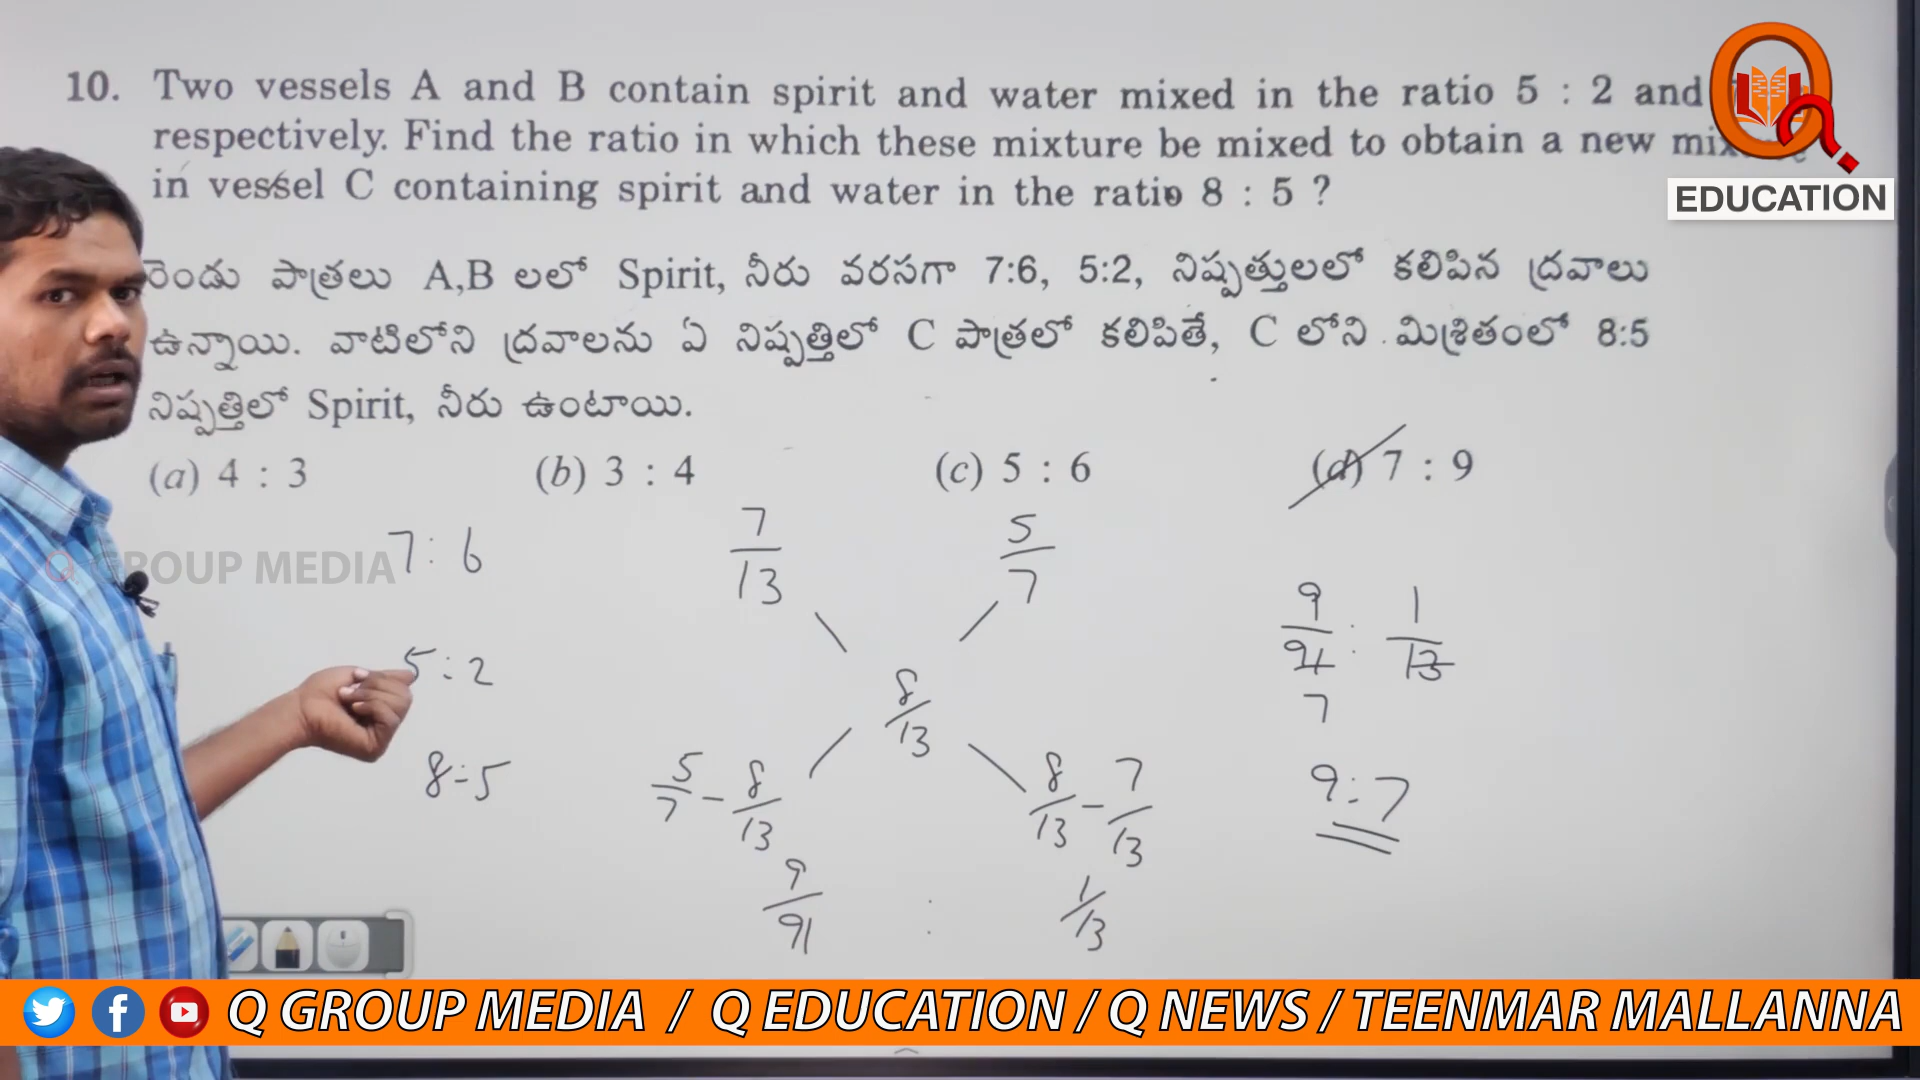 10. Two vessels A and B contain spirit and water mixed in the ratio 5 : 2 and
respectively. Find the ratio in which these mixture be mixed to obtain a new mixture
in vessel C containing spirit and water in the ratio 8 : 5 ?
EDUCATION
రెండు పాత్రలు A,B లలో Spirit, నీరు వరసగా 7:6, 5:2, నిష్పత్తులలో కలిపిన ద్రవాలు
ఉన్నాయి. వాటిలోని ద్రవాలను ఏ నిష్పత్తిలో C పాత్రలో కలిపితే, C లోని మిశ్రితంలో 8:5
నిష్పత్తిలో Spirit, నీరు ఉంటాయి.
(a) 4 : 3 (b) 3 : 4 (c) 5 : 6 (d) 7 : 9
Q GROUP MEDIA
7 : 6 7/13 5/7
9/91 : 1/13
7
5 : 2 8/13
8 : 5 5/7 - 8/13 8/13 - 7/13 9 : 7
9/91 : 1/13
Q GROUP MEDIA / Q EDUCATION / Q NEWS / TEENMAR MALLANNA